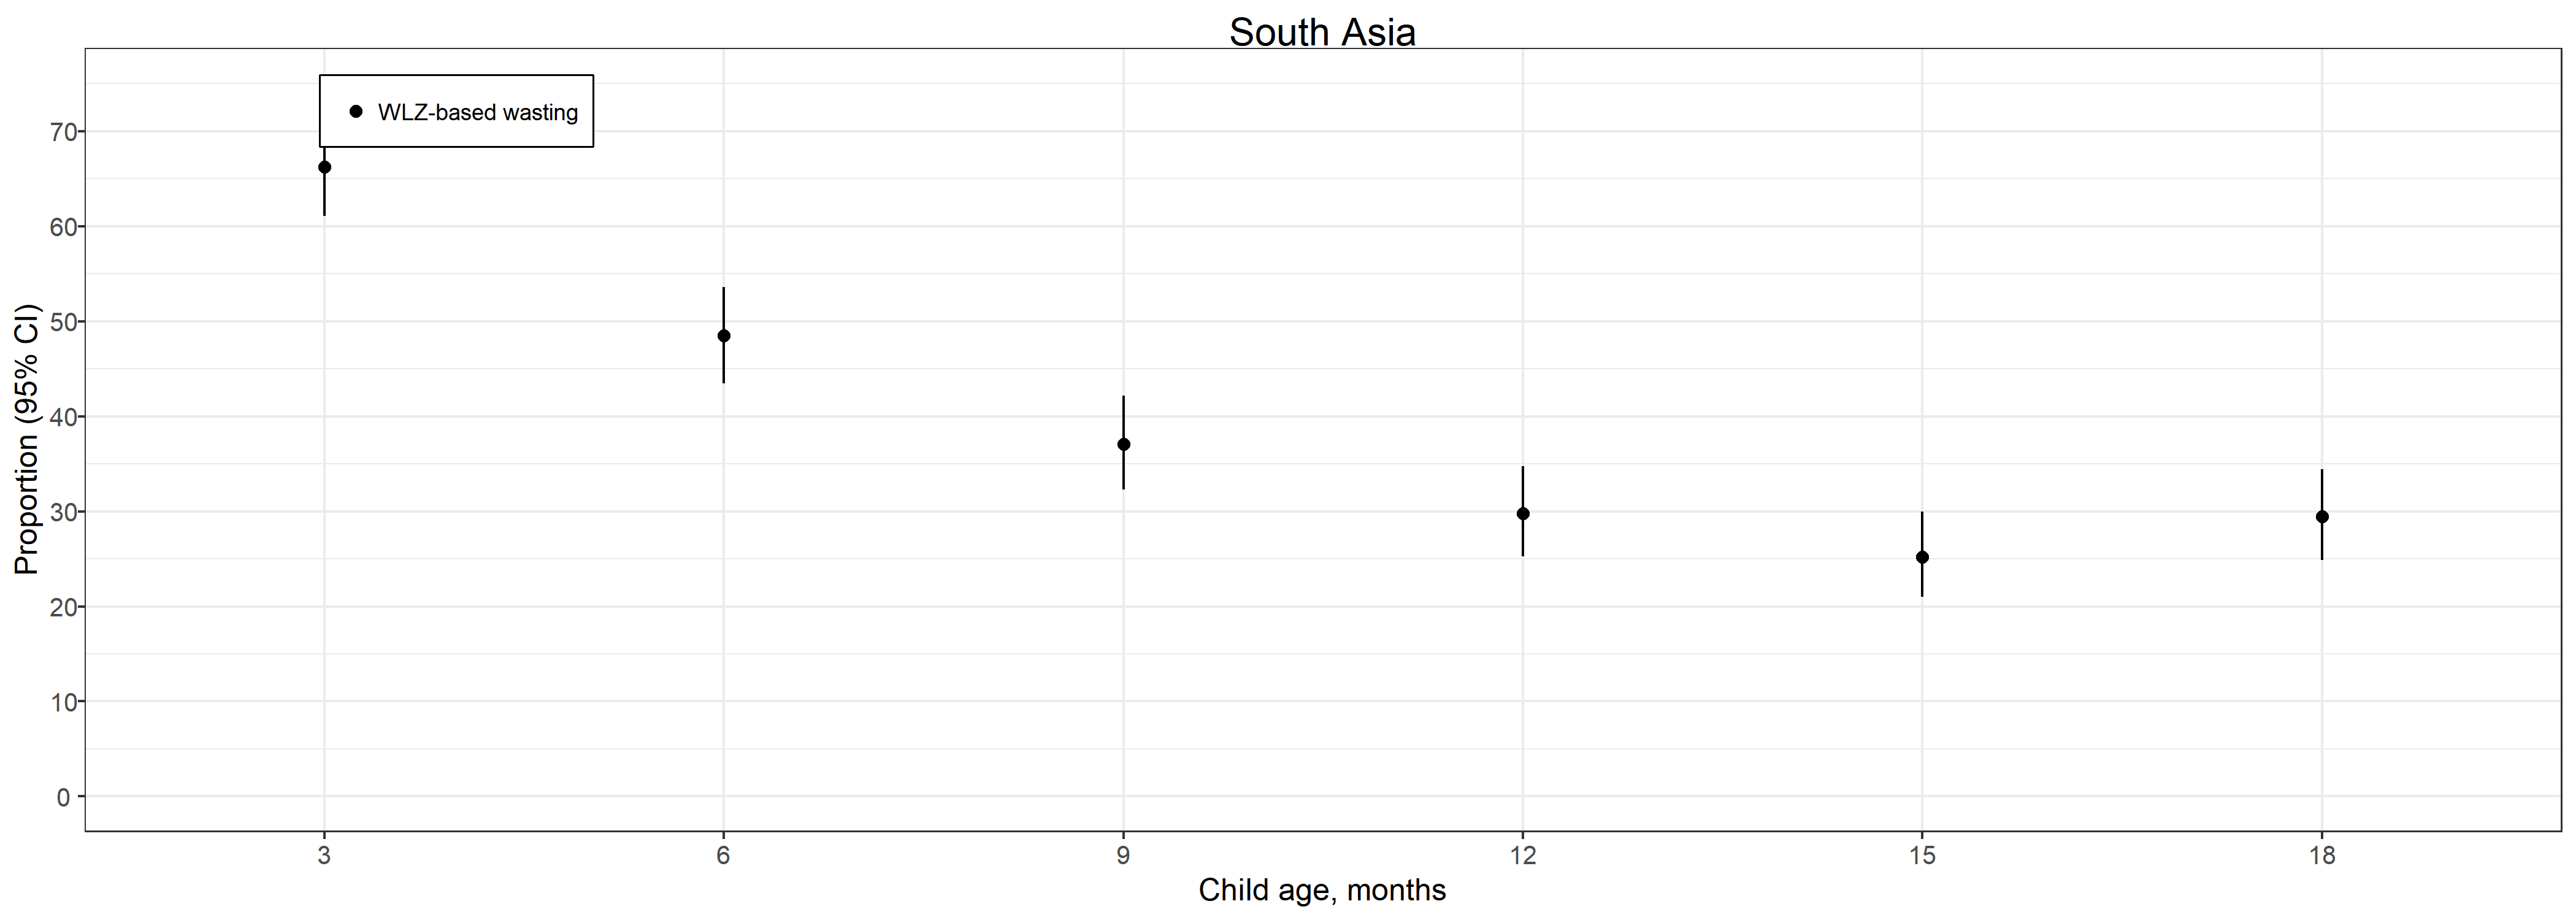 South Asia
WLZ-based wasting
Proportion (95% CI)
70
60
50
40
30
20
10
0
3 6 9 12 15 18
Child age, months